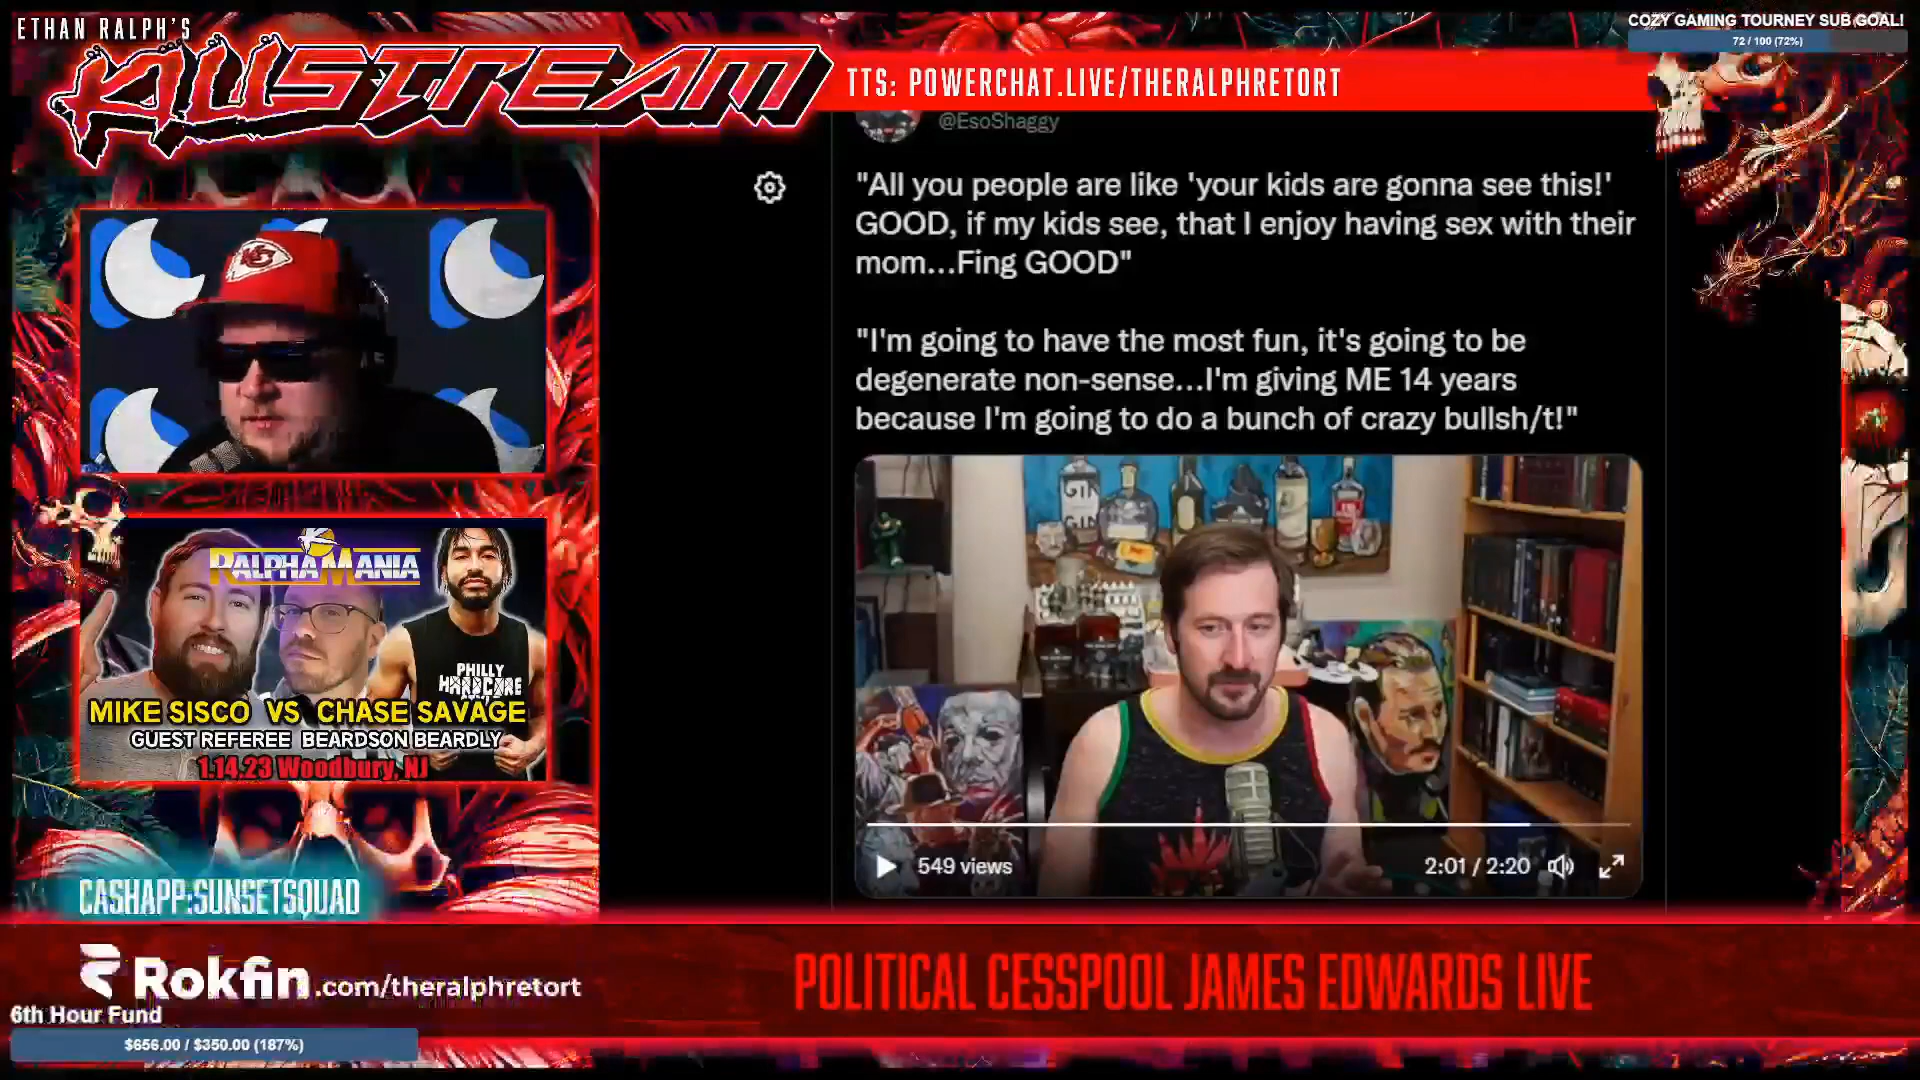 ETHAN RALPH'S
KILLSTREAM
TTS: POWERCHAT.LIVE/THERALPHRETORT
COZY GAMING TOURNEY SUB GOAL!
72 / 100 (72%)
@EsoShaggy
"All you people are like 'your kids are gonna see this!'
GOOD, if my kids see, that I enjoy having sex with their
mom...Fing GOOD"
"I'm going to have the most fun, it's going to be
degenerate non-sense...I'm giving ME 14 years
because I'm going to do a bunch of crazy bullsh/t!"
KC
GIN
GIN
549 views
2:01 / 2:20
RALPHAMANIA
PHILLY
HARDCORE
MIKE SISCO VS CHASE SAVAGE
GUEST REFEREE BEARDSON BEARDLY
1.14.23 Woodbury, NJ
CASHAPP:SUNSETSQUAD
Rokfin.com/theralphretort
6th Hour Fund
$656.00 / $350.00 (187%)
POLITICAL CESSPOOL JAMES EDWARDS LIVE